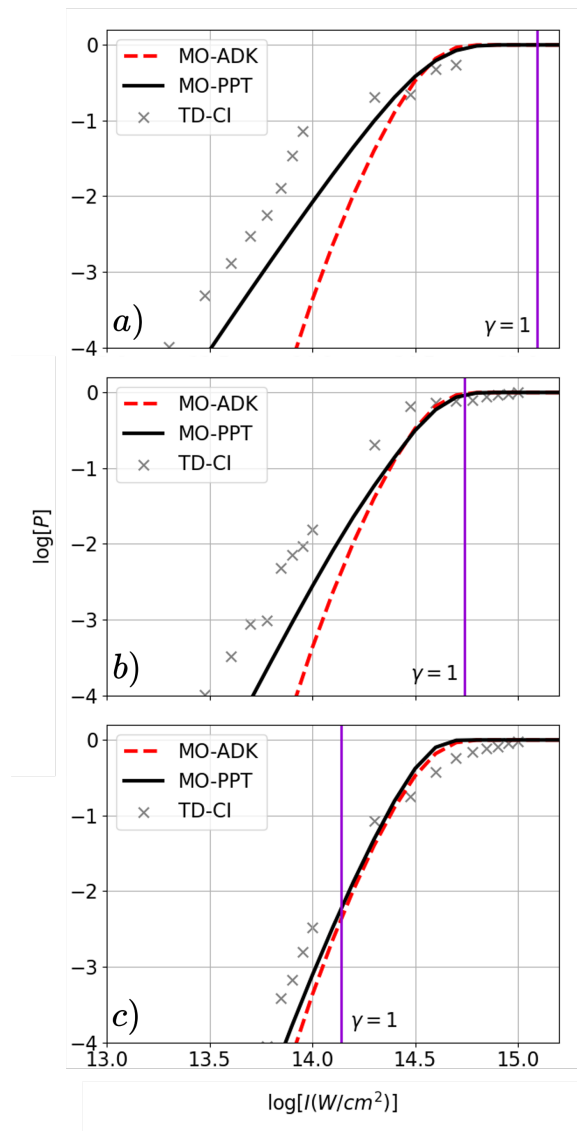 0
−1
−2
−3
−4
MO-ADK
MO-PPT
TD-CI
a)
γ = 1
0
−1
−2
−3
−4
MO-ADK
MO-PPT
TD-CI
b)
γ = 1
log[P]
0
−1
−2
−3
−4
MO-ADK
MO-PPT
TD-CI
c)
γ = 1
13.0 13.5 14.0 14.5 15.0
log[I(W/cm²)]